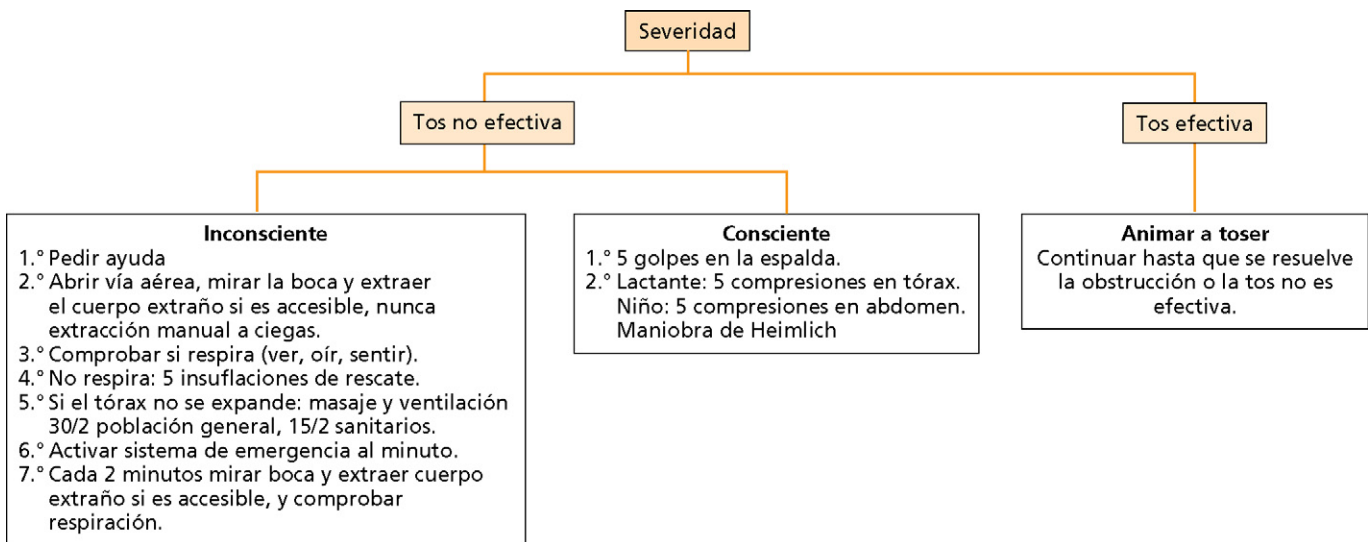 Severidad
Tos no efectiva
Tos efectiva
Inconsciente
1.° Pedir ayuda
2.° Abrir vía aérea, mirar la boca y extraer
el cuerpo extraño si es accesible, nunca
extracción manual a ciegas.
3.° Comprobar si respira (ver, oír, sentir).
4.° No respira: 5 insuflaciones de rescate.
5.° Si el tórax no se expande: masaje y ventilación
30/2 población general, 15/2 sanitarios.
6.° Activar sistema de emergencia al minuto.
7.° Cada 2 minutos mirar boca y extraer cuerpo
extraño si es accesible, y comprobar
respiración.
Consciente
1.° 5 golpes en la espalda.
2.° Lactante: 5 compresiones en tórax.
Niño: 5 compresiones en abdomen.
Maniobra de Heimlich
Animar a toser
Continuar hasta que se resuelve
la obstrucción o la tos no es
efectiva.